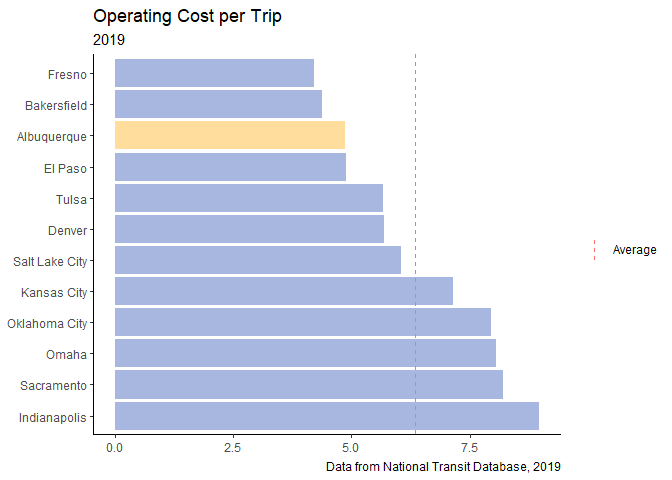 Operating Cost per Trip
2019
Fresno
Bakersfield
Albuquerque
El Paso
Tulsa
Denver
Salt Lake City
Kansas City
Oklahoma City
Omaha
Sacramento
Indianapolis
0.0 2.5 5.0 7.5
Average
Data from National Transit Database, 2019